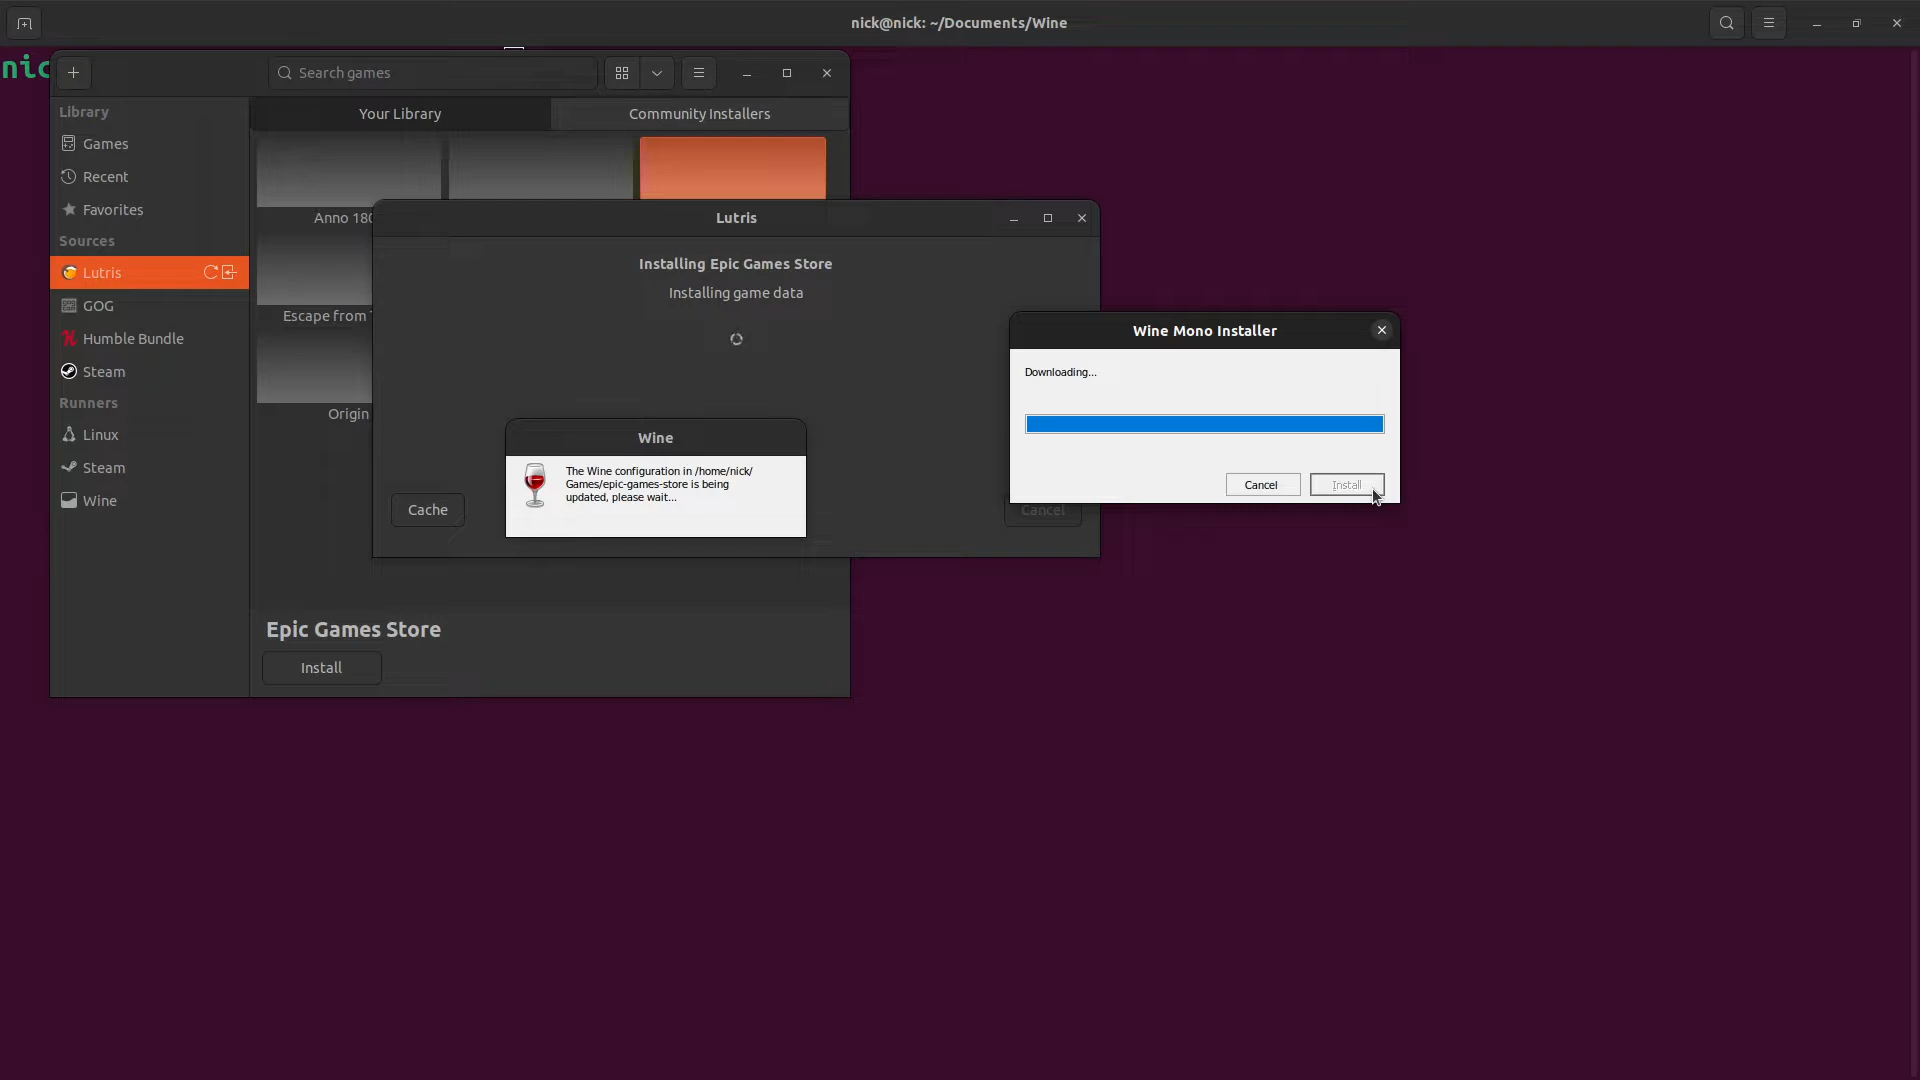 nick@nick: ~/Documents/Wine
nic
Search games
Library
Games
Recent
Favorites
Sources
Lutris
GOG
Humble Bundle
Steam
Runners
Linux
Steam
Wine
Your Library
Community Installers
Anno 180
Escape from
Origin
Lutris
Installing Epic Games Store
Installing game data
Cache
Cancel
Wine
The Wine configuration in /home/nick/
Games/epic-games-store is being
updated, please wait...
Wine Mono Installer
Downloading...
Cancel
Install
Epic Games Store
Install